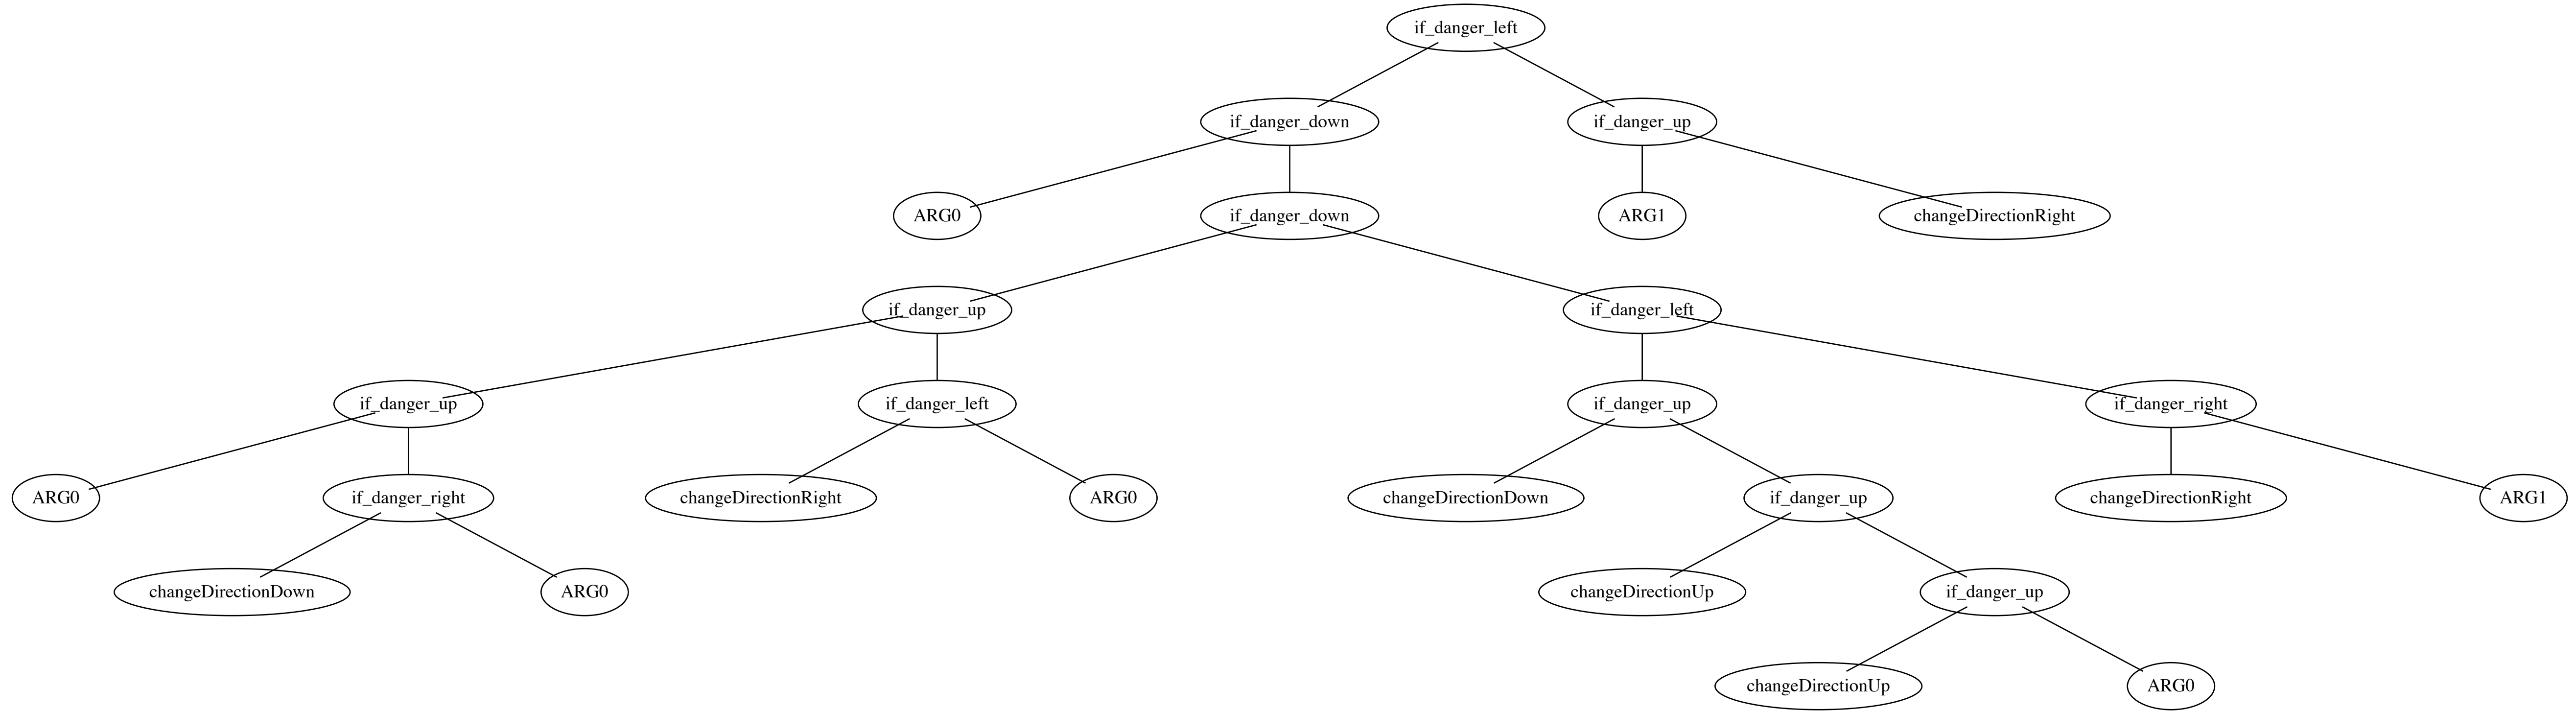 if_danger_left
if_danger_down
if_danger_up
ARG0
if_danger_down
ARG1
changeDirectionRight
if_danger_up
if_danger_left
if_danger_up
if_danger_left
if_danger_up
if_danger_right
ARG0
if_danger_right
changeDirectionRight
ARG0
changeDirectionDown
if_danger_up
changeDirectionRight
ARG1
changeDirectionDown
ARG0
changeDirectionUp
if_danger_up
changeDirectionUp
ARG0